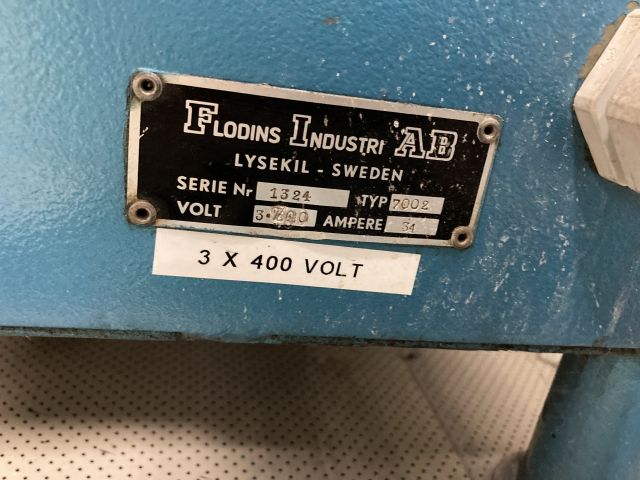 FLODINS INDUSTRI AB
LYSEKIL - SWEDEN
SERIE Nr 1324 TYP 7002
VOLT AMPERE 34
3 X 400 VOLT